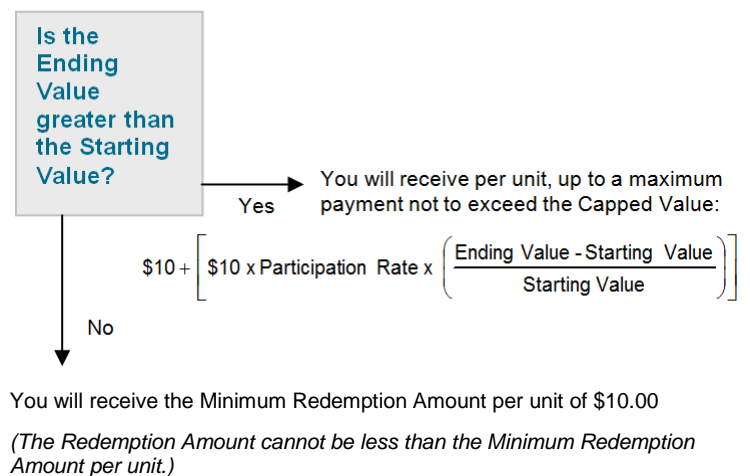 Is the
Ending
Value
greater than
the Starting
Value?
Yes
You will receive per unit, up to a maximum
payment not to exceed the Capped Value:
$10 + [ $10 x Participation Rate x ( Ending Value - Starting Value
Starting Value ) ]
No
You will receive the Minimum Redemption Amount per unit of $10.00
(The Redemption Amount cannot be less than the Minimum Redemption
Amount per unit.)